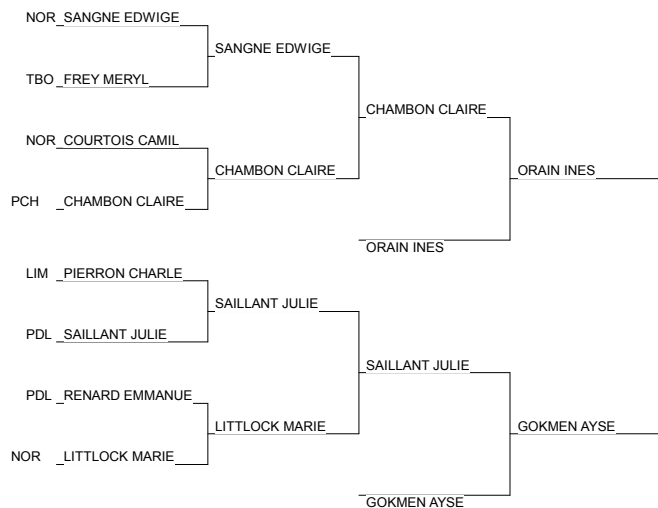 NOR SANGNE EDWIGE
SANGNE EDWIGE
TBO FREY MERYL
CHAMBON CLAIRE
NOR COURTOIS CAMIL
CHAMBON CLAIRE
ORAIN INES
PCH CHAMBON CLAIRE
ORAIN INES
LIM PIERRON CHARLE
SAILLANT JULIE
PDL SAILLANT JULIE
SAILLANT JULIE
PDL RENARD EMMANUE
LITTLOCK MARIE
GOKMEN AYSE
NOR LITTLOCK MARIE
GOKMEN AYSE